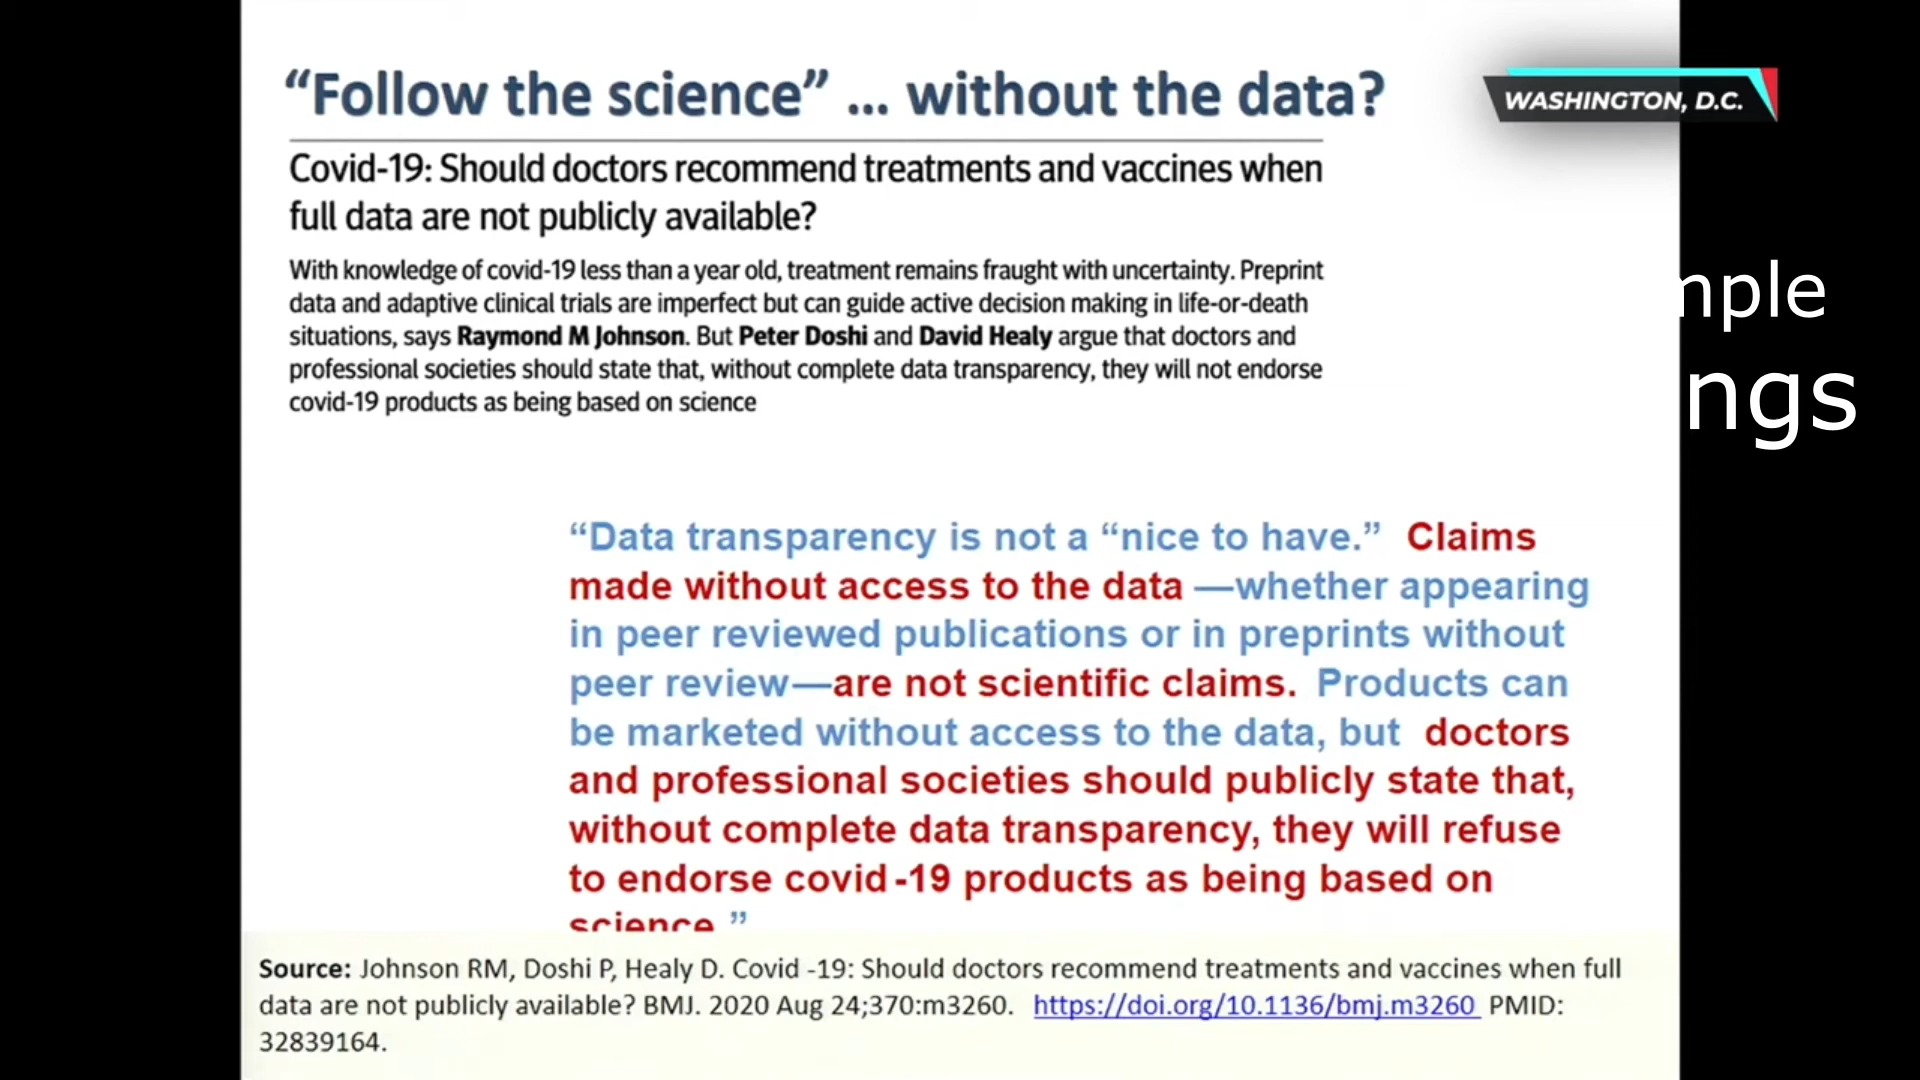 “Follow the science” ... without the data?
WASHINGTON, D.C.
Covid-19: Should doctors recommend treatments and vaccines when
full data are not publicly available?
With knowledge of covid-19 less than a year old, treatment remains fraught with uncertainty. Preprint
data and adaptive clinical trials are imperfect but can guide active decision making in life-or-death
situations, says Raymond M Johnson. But Peter Doshi and David Healy argue that doctors and
professional societies should state that, without complete data transparency, they will not endorse
covid-19 products as being based on science
mple
ngs
“Data transparency is not a “nice to have.” Claims
made without access to the data —whether appearing
in peer reviewed publications or in preprints without
peer review—are not scientific claims. Products can
be marketed without access to the data, but doctors
and professional societies should publicly state that,
without complete data transparency, they will refuse
to endorse covid-19 products as being based on
science.”
Source: Johnson RM, Doshi P, Healy D. Covid -19: Should doctors recommend treatments and vaccines when full
data are not publicly available? BMJ. 2020 Aug 24;370:m3260. https://doi.org/10.1136/bmj.m3260 PMID:
32839164.